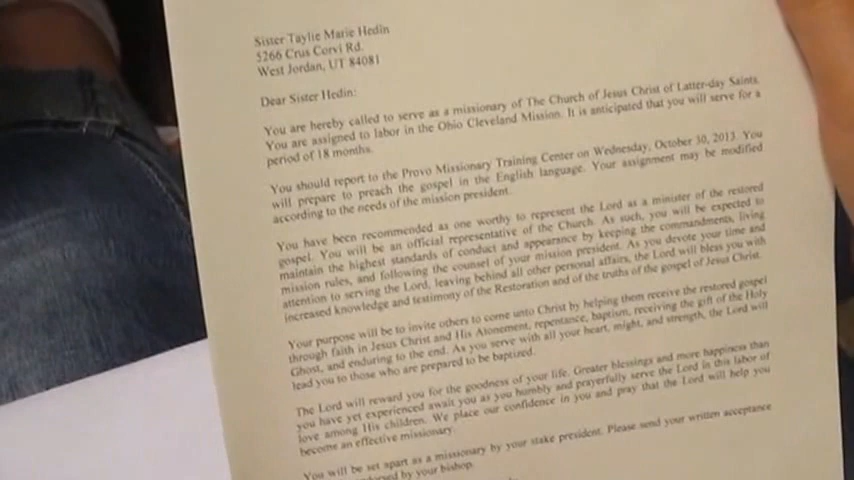 Sister Taylie Marie Hedin
5266 Crus Corvi Rd.
West Jordan, UT 84081
Dear Sister Hedin:
You are hereby called to serve as a missionary of The Church of Jesus Christ of Latter-day Saints.
You are assigned to labor in the Ohio Cleveland Mission. It is anticipated that you will serve for a
period of 18 months.
You should report to the Provo Missionary Training Center on Wednesday, October 30, 2013. You
will prepare to preach the gospel in the English language. Your assignment may be modified
according to the needs of the mission president.
You have been recommended as one worthy to represent the Lord as a minister of the restored
gospel. You will be an official representative of the Church. As such, you will be expected to
maintain the highest standards of conduct and appearance by keeping the commandments, living
mission rules, and following the counsel of your mission president. As you devote your time and
attention to serving the Lord, leaving behind all other personal affairs, the Lord will bless you with
increased knowledge and testimony of the Restoration and of the truths of the gospel of Jesus Christ.
Your purpose will be to invite others to come unto Christ by helping them receive the restored gospel
through faith in Jesus Christ and His Atonement, repentance, baptism, receiving the gift of the Holy
Ghost, and enduring to the end. As you serve with all your heart, might, and strength, the Lord will
lead you to those who are prepared to be baptized.
The Lord will reward you for the goodness of your life. Greater blessings and more happiness than
you have yet experienced await you as you humbly and prayerfully serve the Lord in this labor of
love among His children. We place our confidence in you and pray that the Lord will help you
become an effective missionary.
You will be set apart as a missionary by your stake president. Please send your written acceptance
by your bishop.